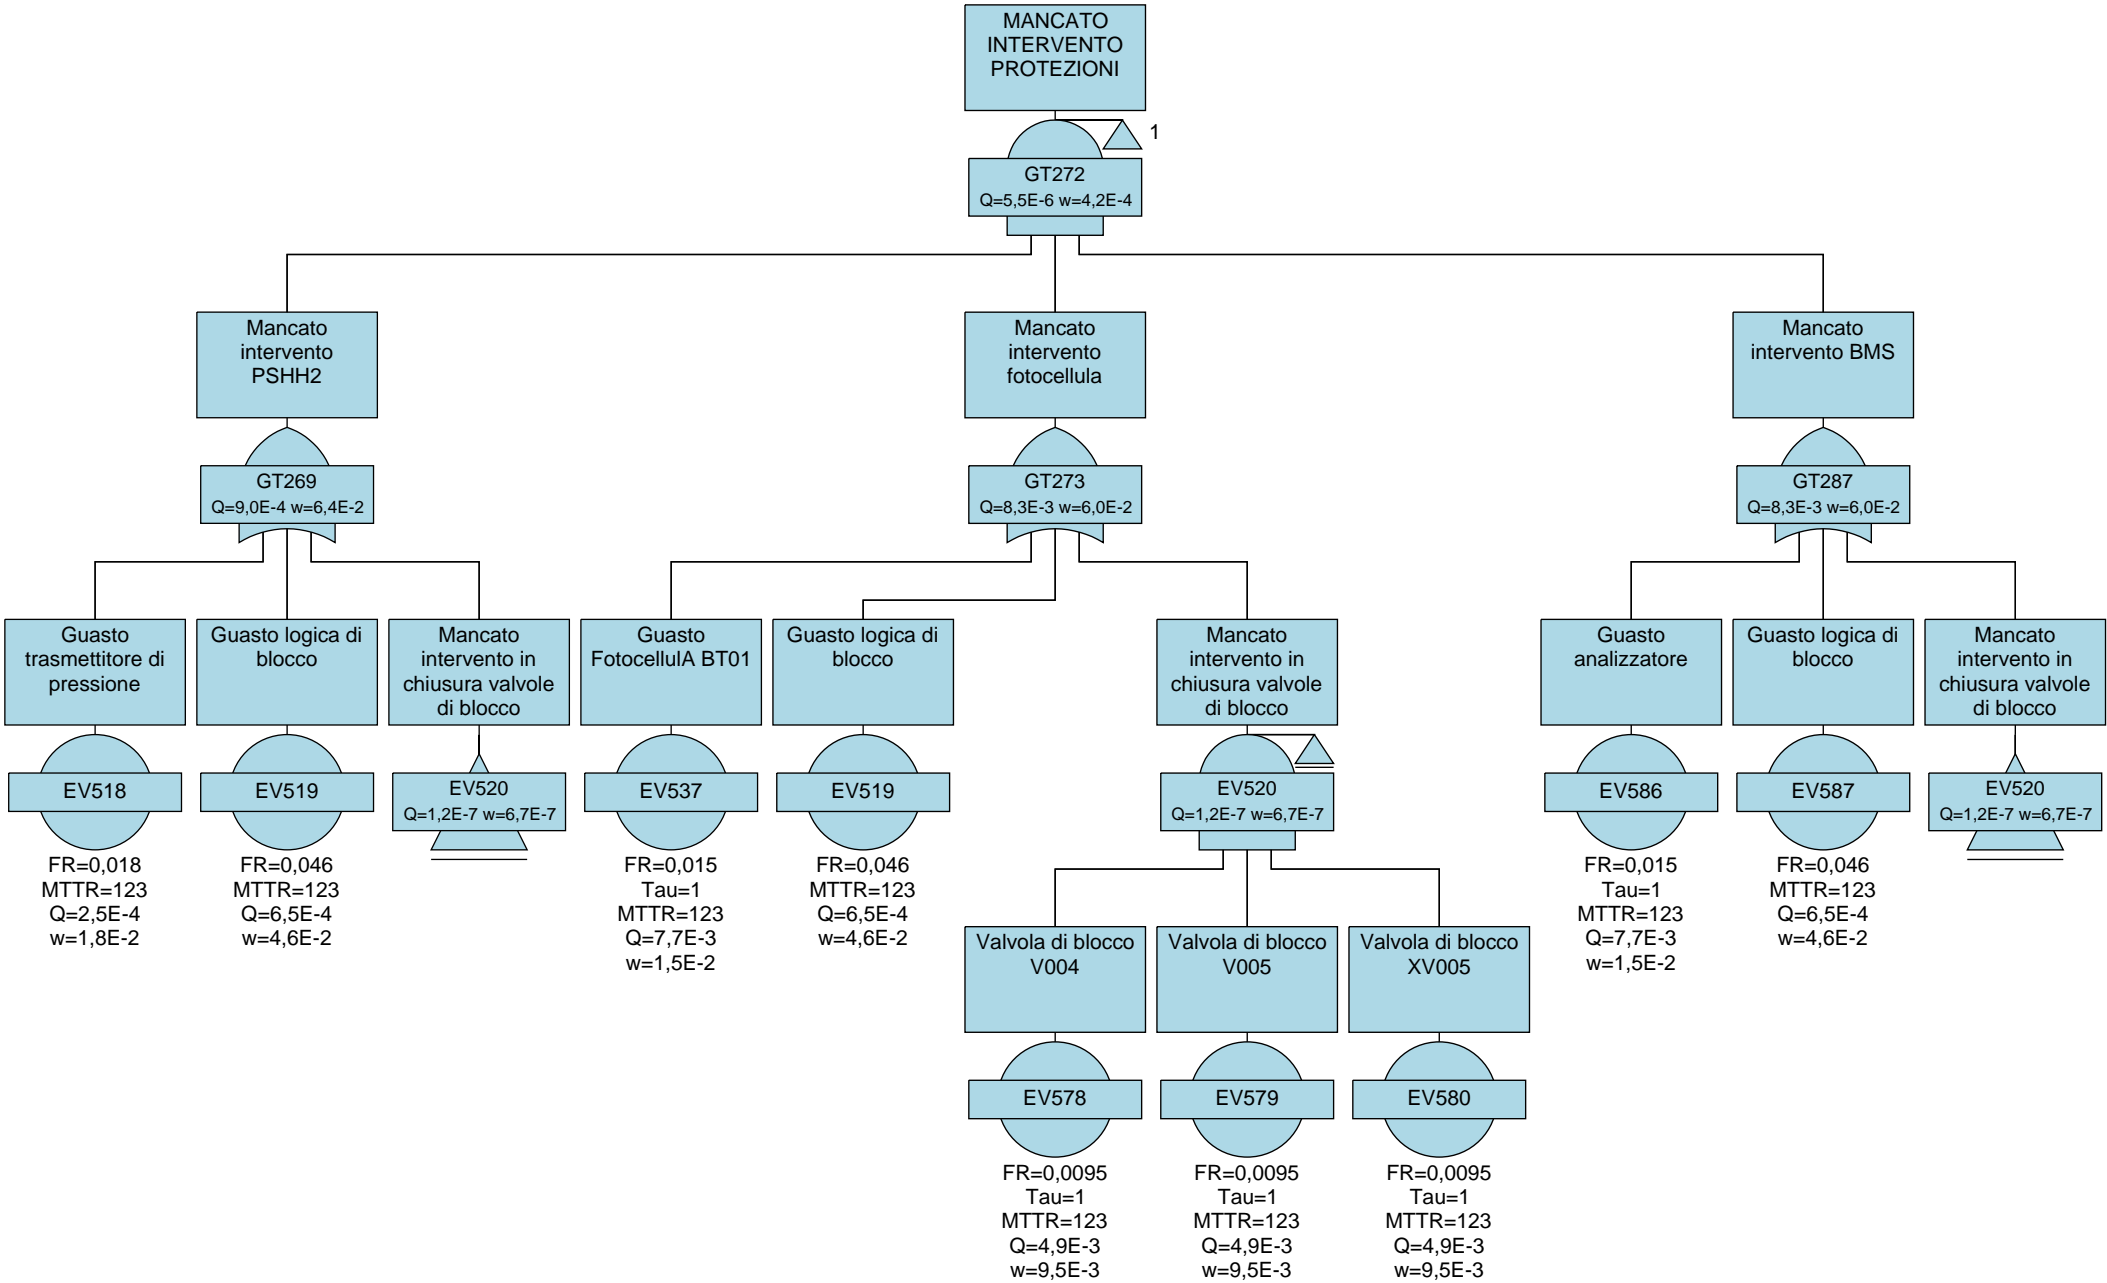 MANCATO
INTERVENTO
PROTEZIONI
1
GT272
Q=5,5E-6 w=4,2E-4
Mancato
intervento
PSHH2
Mancato
intervento
fotocellula
Mancato
intervento BMS
GT269
Q=9,0E-4 w=6,4E-2
GT273
Q=8,3E-3 w=6,0E-2
GT287
Q=8,3E-3 w=6,0E-2
Guasto
trasmettitore di
pressione
Guasto logica di
blocco
Mancato
intervento in
chiusura valvole
di blocco
Guasto
FotocellulA BT01
Guasto logica di
blocco
Mancato
intervento in
chiusura valvole
di blocco
Guasto
analizzatore
Guasto logica di
blocco
Mancato
intervento in
chiusura valvole
di blocco
EV518
FR=0,018
MTTR=123
Q=2,5E-4
w=1,8E-2
EV519
FR=0,046
MTTR=123
Q=6,5E-4
w=4,6E-2
EV520
Q=1,2E-7 w=6,7E-7
EV537
FR=0,015
Tau=1
MTTR=123
Q=7,7E-3
w=1,5E-2
EV519
FR=0,046
MTTR=123
Q=6,5E-4
w=4,6E-2
EV520
Q=1,2E-7 w=6,7E-7
EV586
FR=0,015
Tau=1
MTTR=123
Q=7,7E-3
w=1,5E-2
EV587
FR=0,046
MTTR=123
Q=6,5E-4
w=4,6E-2
EV520
Q=1,2E-7 w=6,7E-7
Valvola di blocco
V004
Valvola di blocco
V005
Valvola di blocco
XV005
EV578
FR=0,0095
Tau=1
MTTR=123
Q=4,9E-3
w=9,5E-3
EV579
FR=0,0095
Tau=1
MTTR=123
Q=4,9E-3
w=9,5E-3
EV580
FR=0,0095
Tau=1
MTTR=123
Q=4,9E-3
w=9,5E-3